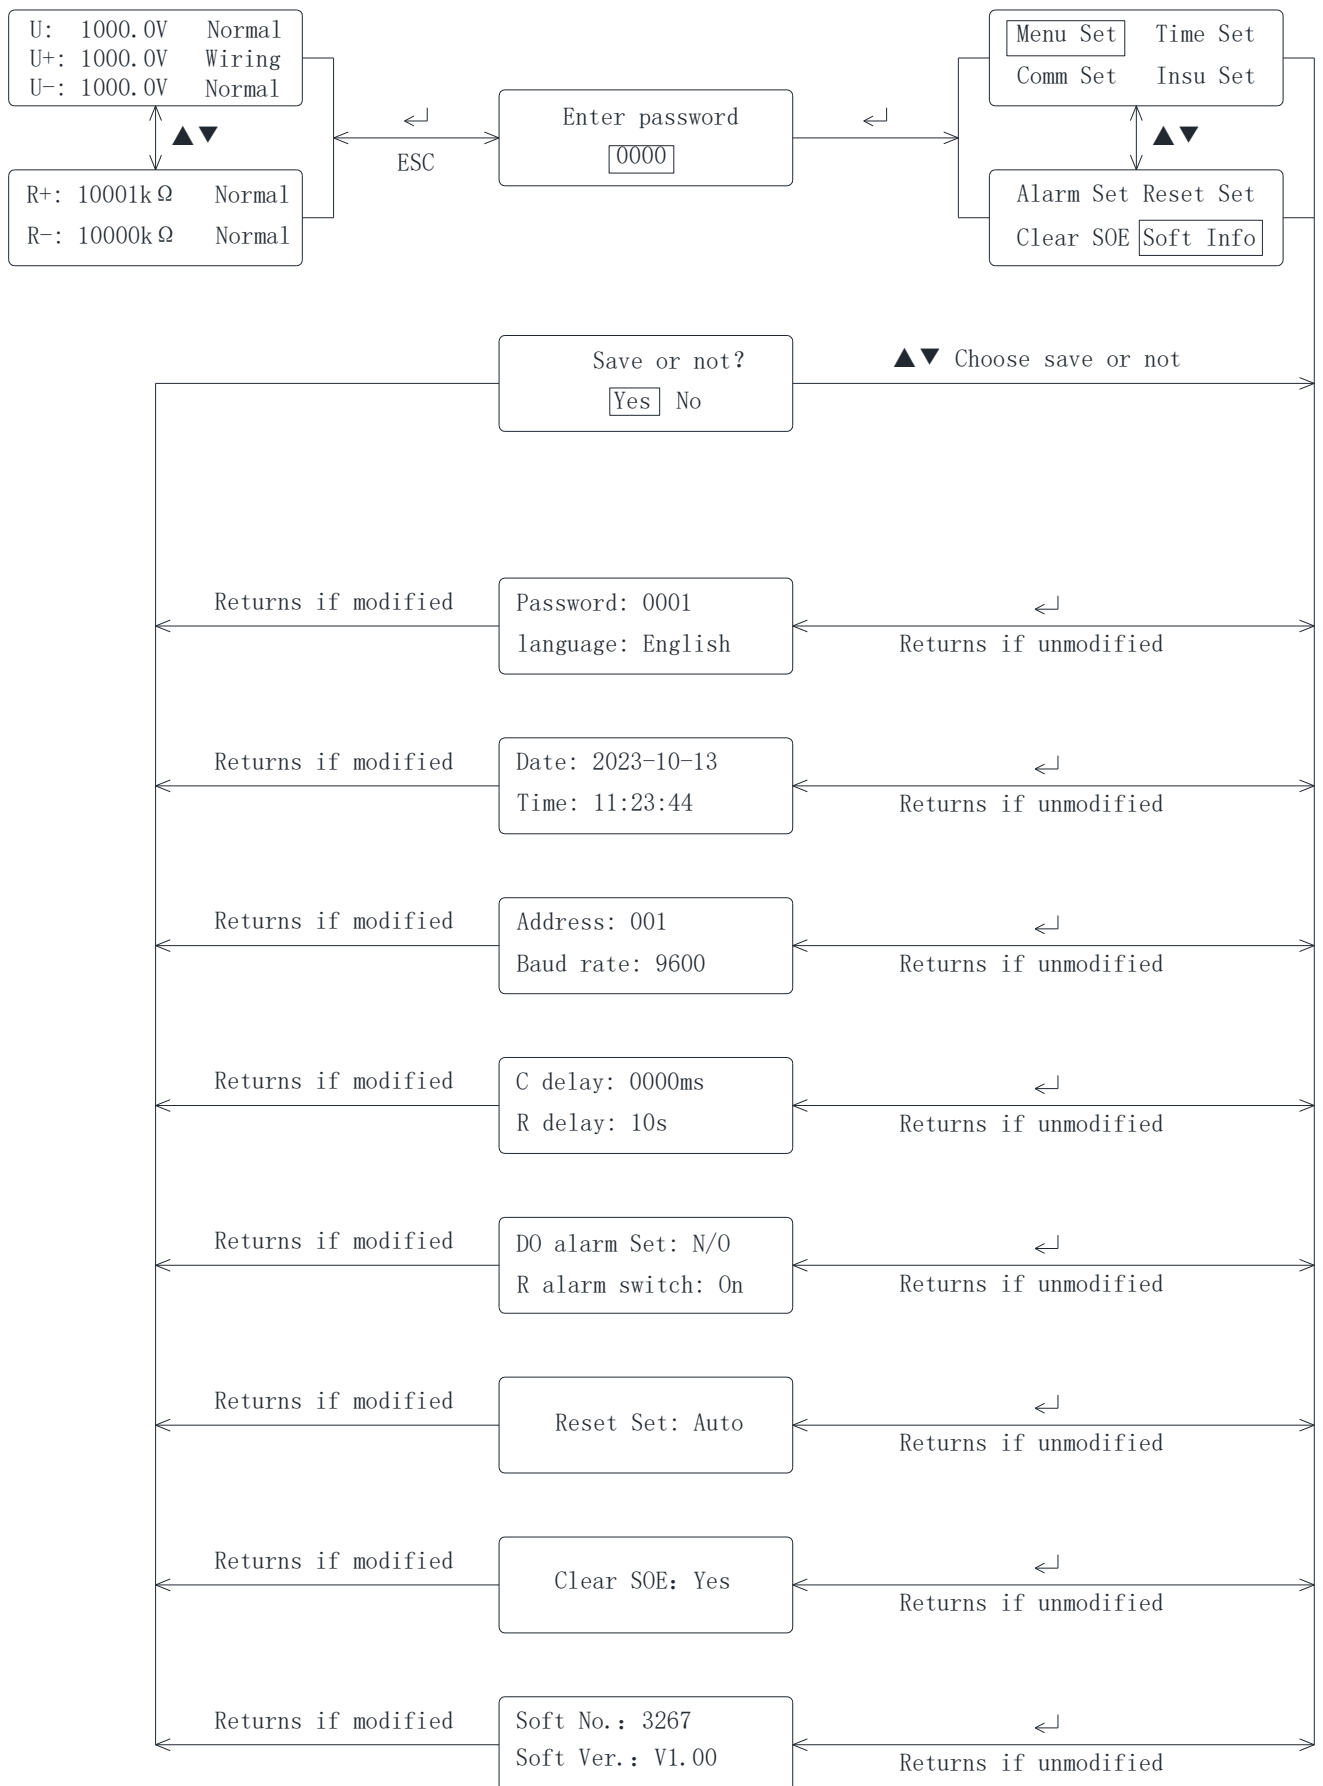 U: 1000.0V Normal
U+: 1000.0V Wiring
U-: 1000.0V Normal
▲▼
R+: 10001kΩ Normal
R-: 10000kΩ Normal
ESC
Enter password
0000
Menu Set Time Set
Comm Set Insu Set
▲▼
Alarm Set Reset Set
Clear SOE Soft Info
Save or not?
Yes No
▲▼ Choose save or not
Returns if modified
Password: 0001
language: English
Returns if unmodified
Returns if modified
Date: 2023-10-13
Time: 11:23:44
Returns if unmodified
Returns if modified
Address: 001
Baud rate: 9600
Returns if unmodified
Returns if modified
C delay: 0000ms
R delay: 10s
Returns if unmodified
Returns if modified
DO alarm Set: N/O
R alarm switch: On
Returns if unmodified
Returns if modified
Reset Set: Auto
Returns if unmodified
Returns if modified
Clear SOE: Yes
Returns if unmodified
Returns if modified
Soft No.: 3267
Soft Ver.: V1.00
Returns if unmodified